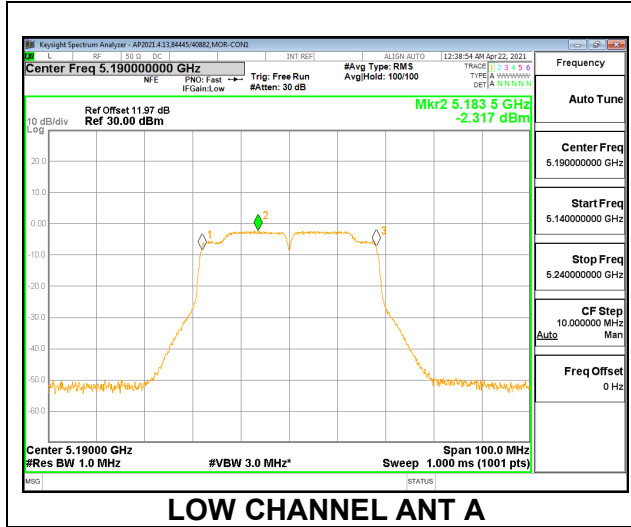 Keysight Spectrum Analyzer - AP2021.4.13,84445/40882,MOR-CON1
LXI L RF 50 Ω DC INT REF ALIGN AUTO 12:38:54 AM Apr 22, 2021
Center Freq 5.190000000 GHz #Avg Type: RMS TRACE 1 2 3 4 5 6
NFE PNO: Fast Trig: Free Run Avg|Hold: 100/100 TYPE A WWWWW
IFGain:Low #Atten: 30 dB DET A N N N N N
Frequency
Auto Tune
Center Freq
5.190000000 GHz
Start Freq
5.140000000 GHz
Stop Freq
5.240000000 GHz
CF Step
10.000000 MHz
Auto Man
Freq Offset
0 Hz
Mkr2 5.183 5 GHz
-2.317 dBm
Ref Offset 11.97 dB
10 dB/div Ref 30.00 dBm
Log
20.0
10.0
0.00
-10.0
-20.0
-30.0
-40.0
-50.0
-60.0
1
2
3
Center 5.19000 GHz Span 100.0 MHz
#Res BW 1.0 MHz #VBW 3.0 MHz* Sweep 1.000 ms (1001 pts)
MSG STATUS
LOW CHANNEL ANT A